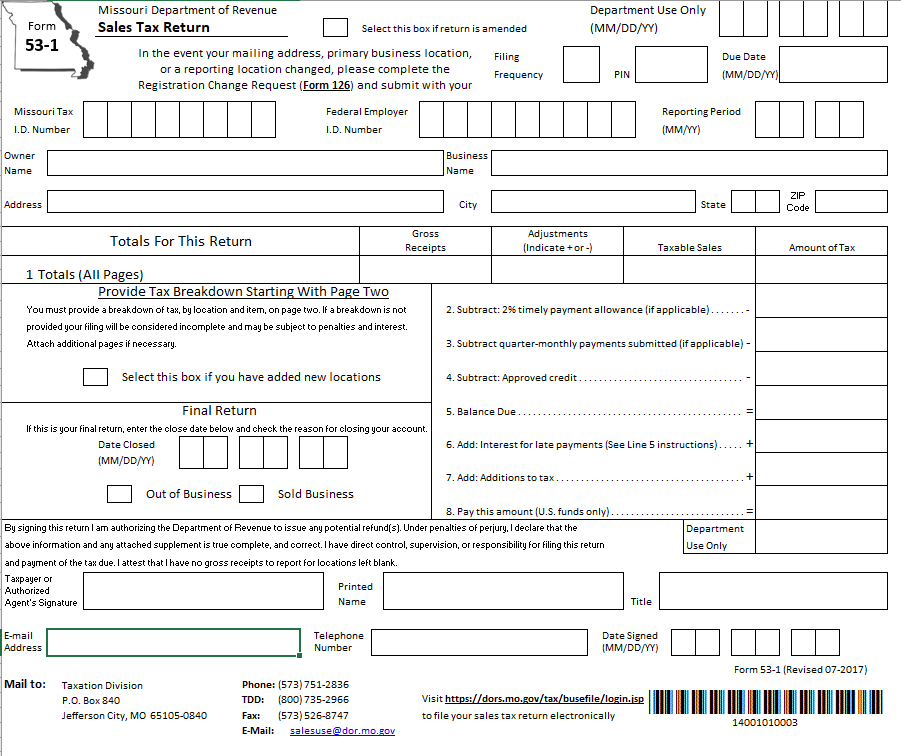 Form
53-1
Missouri Department of Revenue
Sales Tax Return
Select this box if return is amended
Department Use Only
(MM/DD/YY)
In the event your mailing address, primary business location,
or a reporting location changed, please complete the
Registration Change Request (Form 126) and submit with your
Filing
Frequency
PIN
Due Date
(MM/DD/YY)
Missouri Tax
I.D. Number
Federal Employer
I.D. Number
Reporting Period
(MM/YY)
Owner
Name
Business
Name
Address
City
State
ZIP
Code
Totals For This Return
Gross
Receipts
Adjustments
(Indicate + or -)
Taxable Sales
Amount of Tax
1 Totals (All Pages)
Provide Tax Breakdown Starting With Page Two
You must provide a breakdown of tax, by location and item, on page two. If a breakdown is not
provided your filing will be considered incomplete and may be subject to penalties and interest.
Attach additional pages if necessary.
Select this box if you have added new locations
Final Return
If this is your final return, enter the close date below and check the reason for closing your account.
Date Closed
(MM/DD/YY)
Out of Business
Sold Business
2. Subtract: 2% timely payment allowance (if applicable) . . . . . . . -
3. Subtract quarter-monthly payments submitted (if applicable) -
4. Subtract: Approved credit . . . . . . . . . . . . . . . . . . . . . . . . . . . . . . . . -
5. Balance Due . . . . . . . . . . . . . . . . . . . . . . . . . . . . . . . . . . . . . . . . . . =
6. Add: Interest for late payments (See Line 5 instructions) . . . . . +
7. Add: Additions to tax . . . . . . . . . . . . . . . . . . . . . . . . . . . . . . . . . . . +
8. Pay this amount (U.S. funds only) . . . . . . . . . . . . . . . . . . . . . . . . =
By signing this return I am authorizing the Department of Revenue to issue any potential refund(s). Under penalties of perjury, I declare that the
above information and any attached supplement is true complete, and correct. I have direct control, supervision, or responsibility for filing this return
and payment of the tax due. I attest that I have no gross receipts to report for locations left blank.
Department
Use Only
Taxpayer or
Authorized
Agent's Signature
Printed
Name
Title
E-mail
Address
Telephone
Number
Date Signed
(MM/DD/YY)
Form 53-1 (Revised 07-2017)
Mail to:
Taxation Division
P.O. Box 840
Jefferson City, MO 65105-0840
Phone: (573) 751-2836
TDD: (800) 735-2966
Fax: (573) 526-8747
E-Mail: salesuse@dor.mo.gov
Visit https://dors.mo.gov/tax/busefile/login.jsp
to file your sales tax return electronically
14001010003